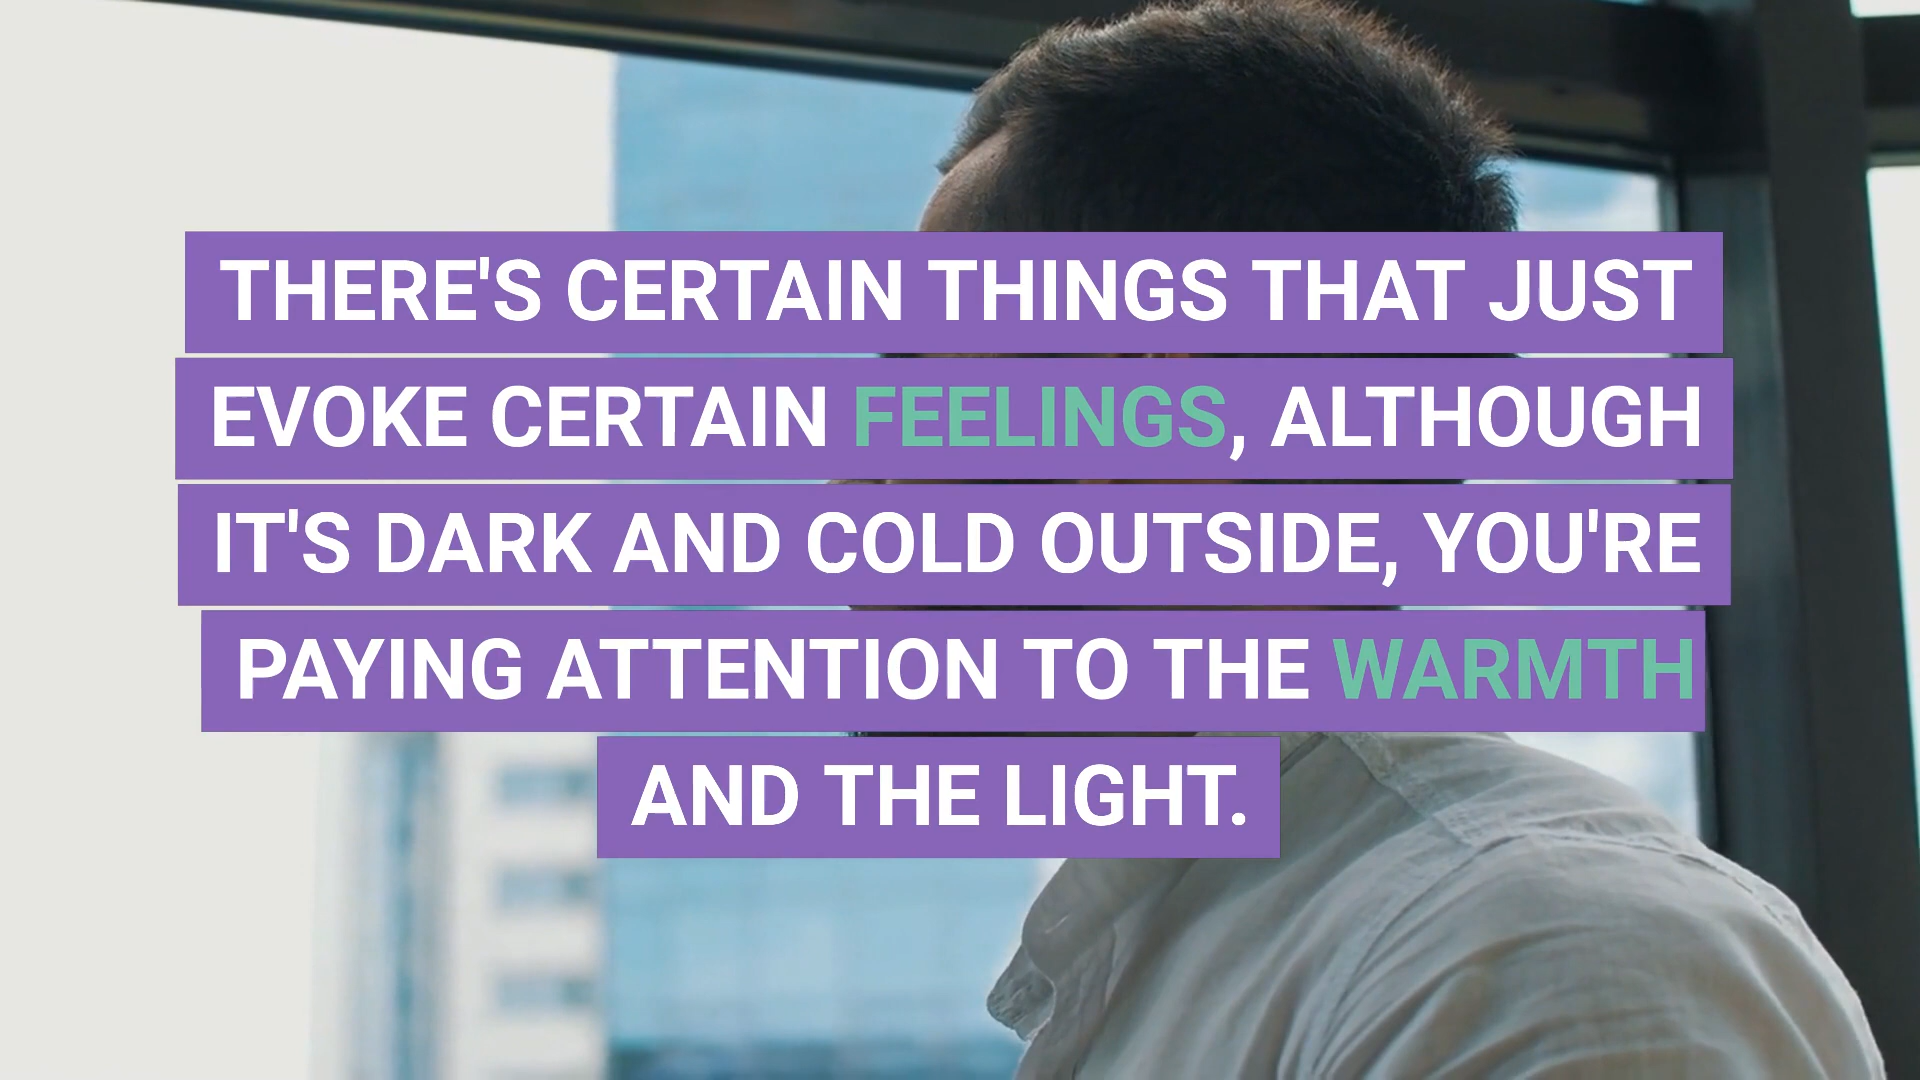 THERE'S CERTAIN THINGS THAT JUST
EVOKE CERTAIN FEELINGS, ALTHOUGH
IT'S DARK AND COLD OUTSIDE, YOU'RE
PAYING ATTENTION TO THE WARMTH
AND THE LIGHT.